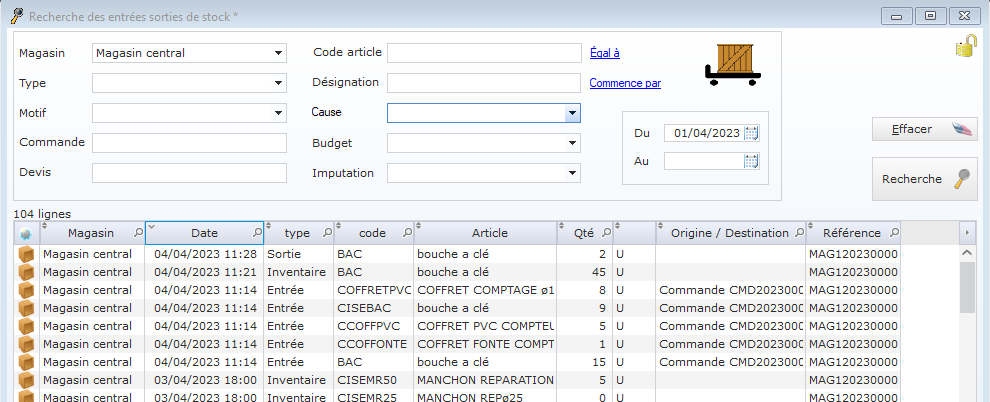 Recherche des entrées sorties de stock *
Magasin Magasin central Code article Égal à
Type Désignation Commence par
Motif Cause
Commande Budget Du 01/04/2023 Effacer
Devis Imputation Au Recherche
104 lignes
Magasin Date type code Article Qté U Origine / Destination Référence
Magasin central 04/04/2023 11:28 Sortie BAC bouche a clé 2 U MAG120230000
Magasin central 04/04/2023 11:21 Inventaire BAC bouche a clé 45 U MAG120230000
Magasin central 04/04/2023 11:14 Entrée COFFRETPVC COFFRET COMPTAGE ø1 8 U Commande CMD2023000 MAG120230000
Magasin central 04/04/2023 11:14 Entrée CISEBAC bouche a clé 9 U Commande CMD2023000 MAG120230000
Magasin central 04/04/2023 11:14 Entrée CCOFFPVC COFFRET PVC COMPTEU 5 U Commande CMD2023000 MAG120230000
Magasin central 04/04/2023 11:14 Entrée CCOFFONTE COFFRET FONTE COMPT 1 U Commande CMD2023000 MAG120230000
Magasin central 04/04/2023 11:14 Entrée BAC bouche a clé 15 U Commande CMD2023000 MAG120230000
Magasin central 03/04/2023 18:00 Inventaire CISEMR50 MANCHON REPARATION 5 U MAG120230000
Magasin central 03/04/2023 18:00 Inventaire CISEMR25 MANCHON REPø25 0 U MAG120230000